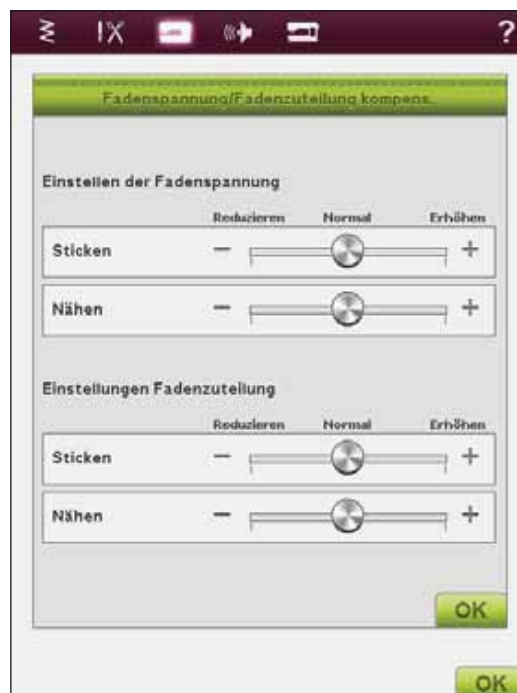 ?
Fadenspannung/Fadenzuteilung kompens.
Einstellen der Fadenspannung
Reduzieren Normal Erhöhen
Sticken − +
Nähen − +
Einstellungen Fadenzuteilung
Reduzieren Normal Erhöhen
Sticken − +
Nähen − +
OK
OK